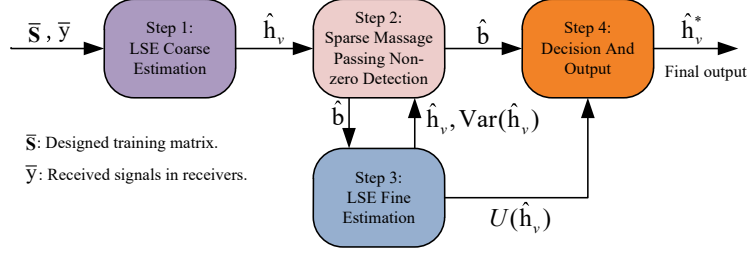 s̅ , y̅
Step 1:
LSE Coarse
Estimation
ĥ_v
Step 2:
Sparse Massage
Passing Non-
zero Detection
b̂
Step 4:
Decision And
Output
ĥ_v^*
Final output
b̂
ĥ_v, Var(ĥ_v)
s̅: Designed training matrix.
y̅: Received signals in receivers.
Step 3:
LSE Fine
Estimation
U(ĥ_v)